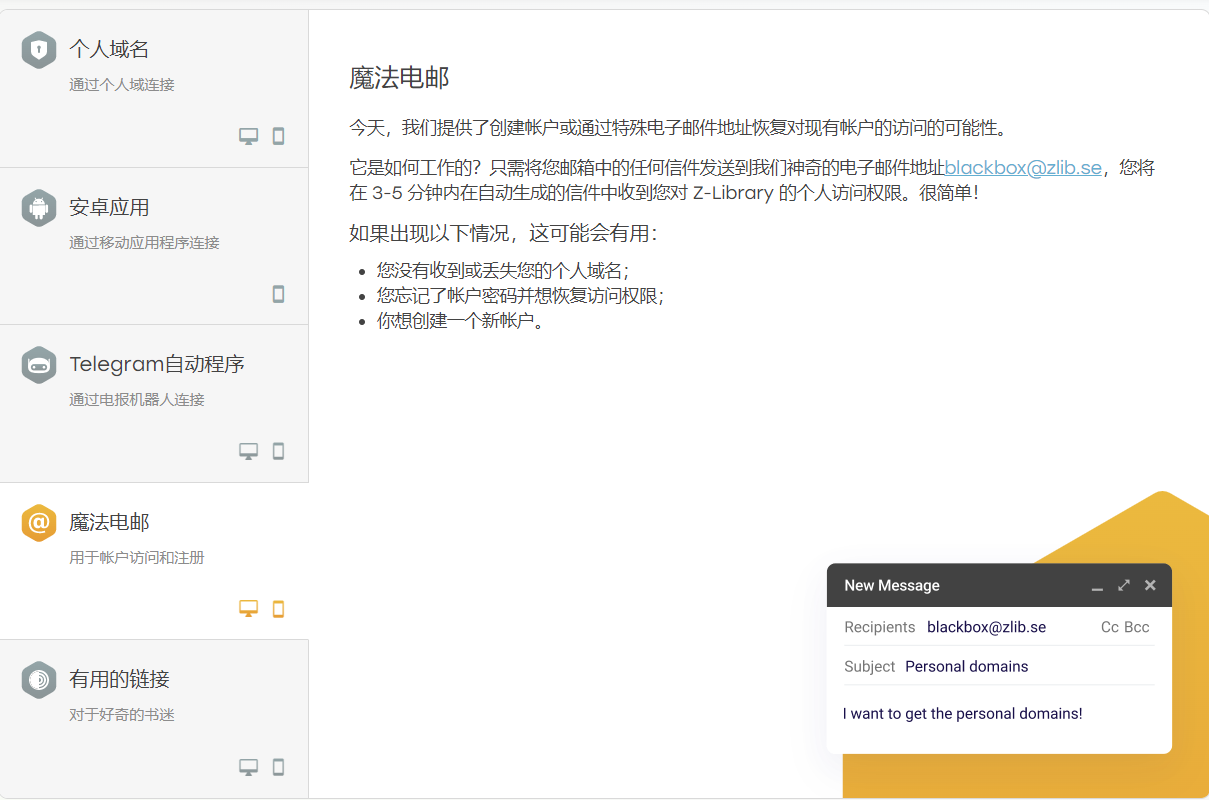 个人域名
通过个人域连接
安卓应用
通过移动应用程序连接
Telegram自动程序
通过电报机器人连接
魔法电邮
用于帐户访问和注册
有用的链接
对于好奇的书迷
魔法电邮
今天，我们提供了创建帐户或通过特殊电子邮件地址恢复对现有帐户的访问的可能性。
它是如何工作的？只需将您邮箱中的任何信件发送到我们神奇的电子邮件地址blackbox@zlib.se，您将
在 3-5 分钟内在自动生成的信件中收到您对 Z-Library 的个人访问权限。很简单！
如果出现以下情况，这可能会有用：
• 您没有收到或丢失您的个人域名；
• 您忘记了帐户密码并想恢复访问权限；
• 你想创建一个新帐户。
New Message
Recipients blackbox@zlib.se Cc Bcc
Subject Personal domains
I want to get the personal domains!